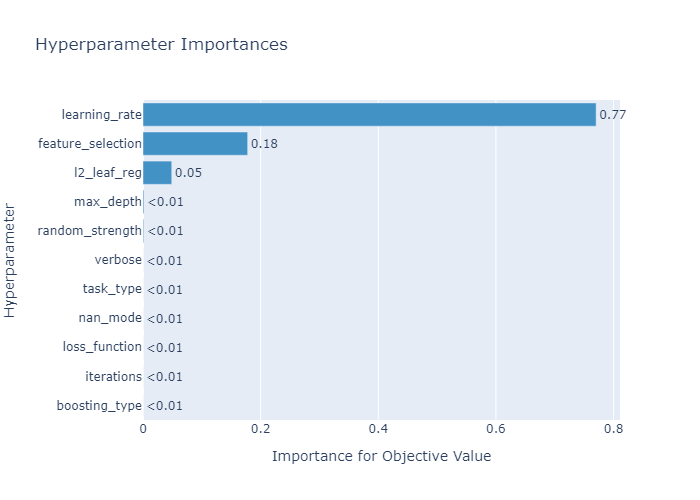 Hyperparameter Importances
learning_rate 0.77
feature_selection 0.18
l2_leaf_reg 0.05
max_depth <0.01
random_strength <0.01
verbose <0.01
task_type <0.01
nan_mode <0.01
loss_function <0.01
iterations <0.01
boosting_type <0.01
0 0.2 0.4 0.6 0.8
Importance for Objective Value
Hyperparameter